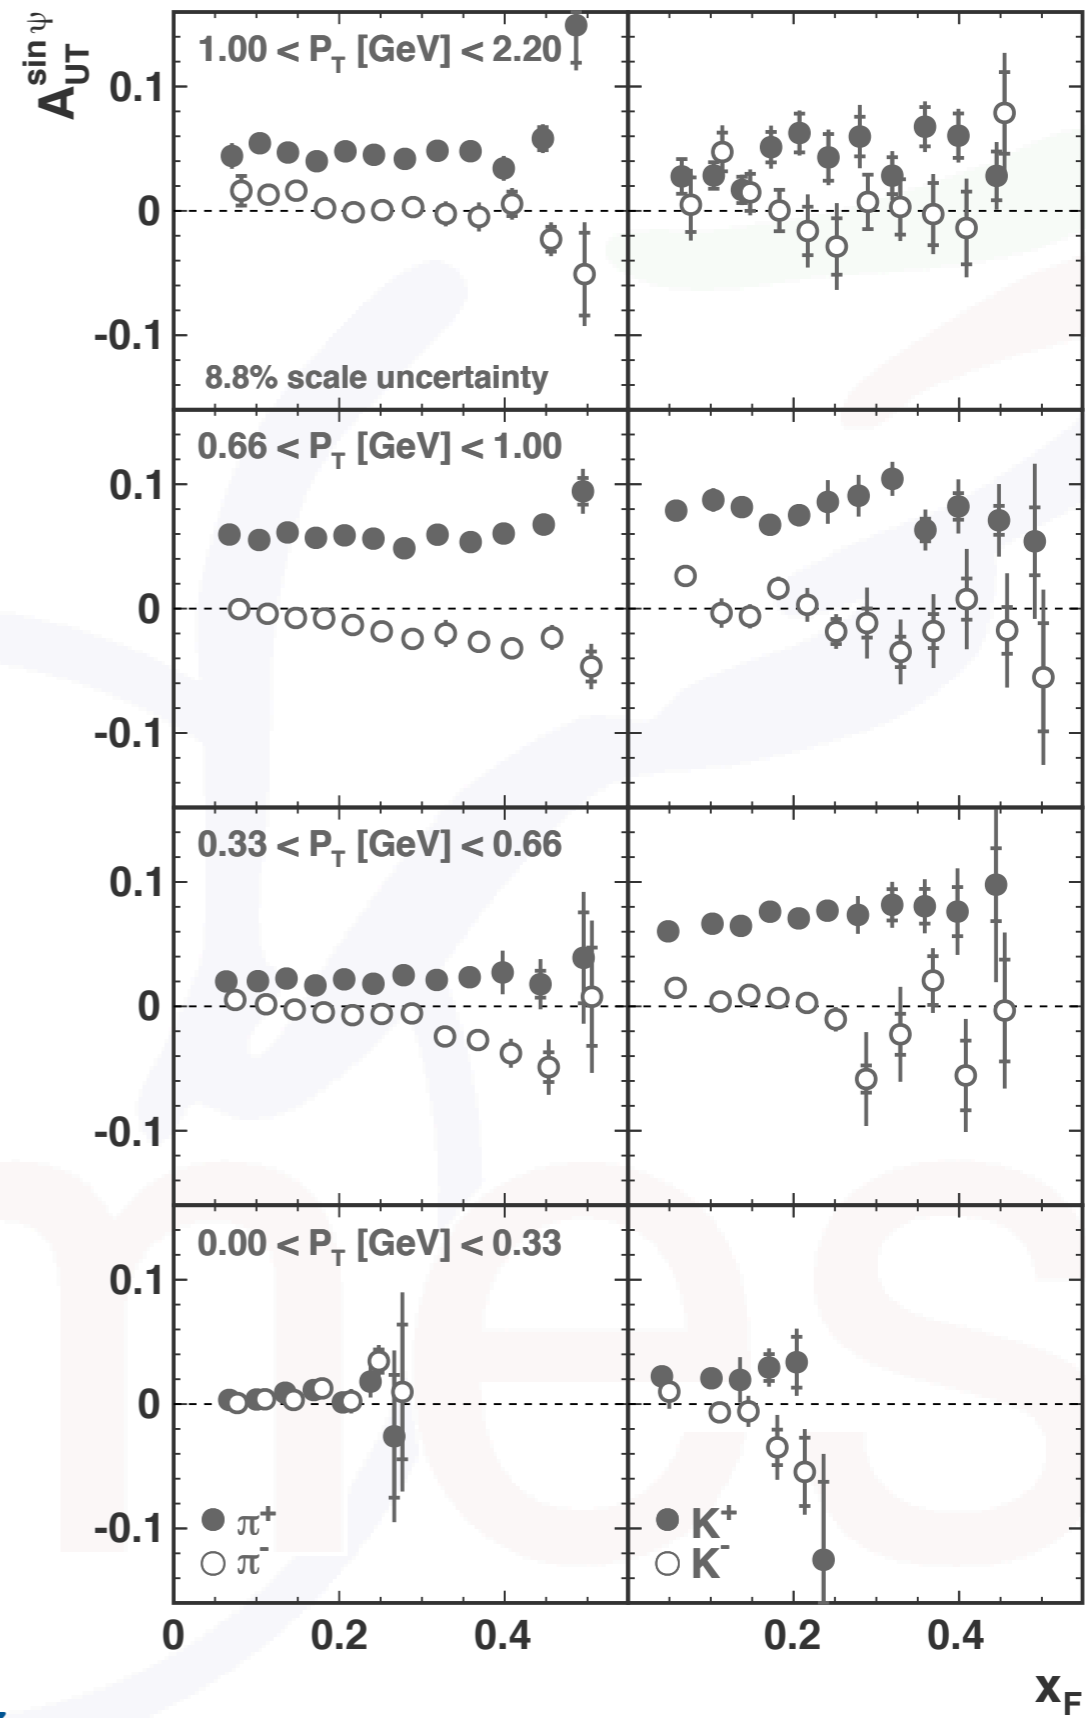 A_UT^sin ψ
1.00 < P_T [GeV] < 2.20
0.1
0
-0.1
8.8% scale uncertainty
0.66 < P_T [GeV] < 1.00
0.1
0
-0.1
0.33 < P_T [GeV] < 0.66
0.1
0
-0.1
0.00 < P_T [GeV] < 0.33
0.1
0
-0.1
π⁺ K⁺
π⁻ K⁻
0 0.2 0.4 0.2 0.4
x_F
mes